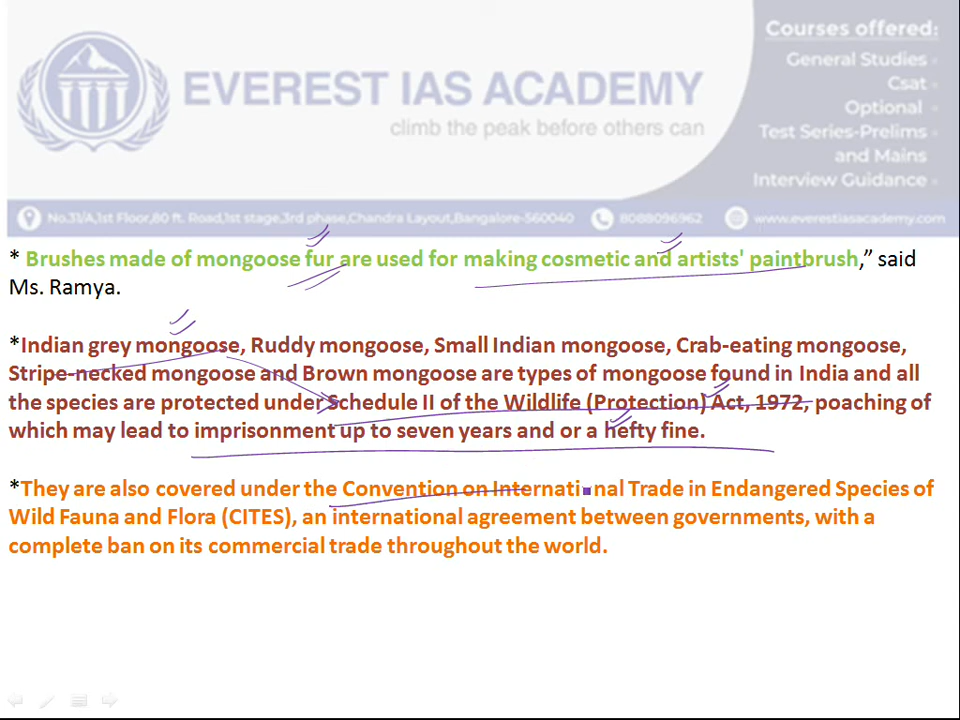 Courses offered:
General Studies
Csat
EVEREST IAS ACADEMY
Optional
climb the peak before others can
Test Series-Prelims
and Mains
Interview Guidance
No.31/A,1st Floor,80 ft. Road,1st stage,3rd phase,Chandra Layout,Bangalore-560040 8088096962 www.everestiasacademy.com
* Brushes made of mongoose fur are used for making cosmetic and artists' paintbrush,” said
Ms. Ramya.
*Indian grey mongoose, Ruddy mongoose, Small Indian mongoose, Crab-eating mongoose,
Stripe-necked mongoose and Brown mongoose are types of mongoose found in India and all
the species are protected under Schedule II of the Wildlife (Protection) Act, 1972, poaching of
which may lead to imprisonment up to seven years and or a hefty fine.
*They are also covered under the Convention on International Trade in Endangered Species of
Wild Fauna and Flora (CITES), an international agreement between governments, with a
complete ban on its commercial trade throughout the world.